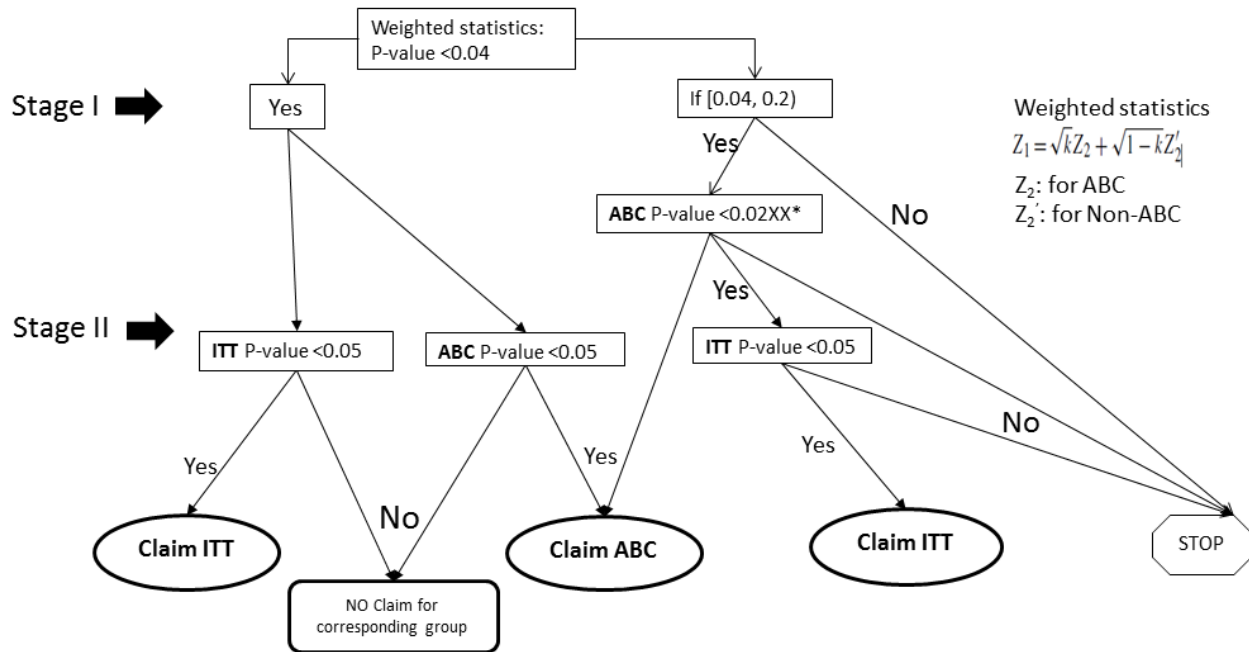 Weighted statistics:
P-value <0.04
Stage I
Yes
If [0.04, 0.2)
Weighted statistics
Z₁=√kZ₂+√1-kZ′₂
Z₂: for ABC
Z₂′: for Non-ABC
Yes
No
ABC P-value <0.02XX*
Yes
Stage II
ITT P-value <0.05
ABC P-value <0.05
ITT P-value <0.05
No
Yes
No
Yes
Yes
Claim ITT
Claim ABC
Claim ITT
STOP
NO Claim for
corresponding group